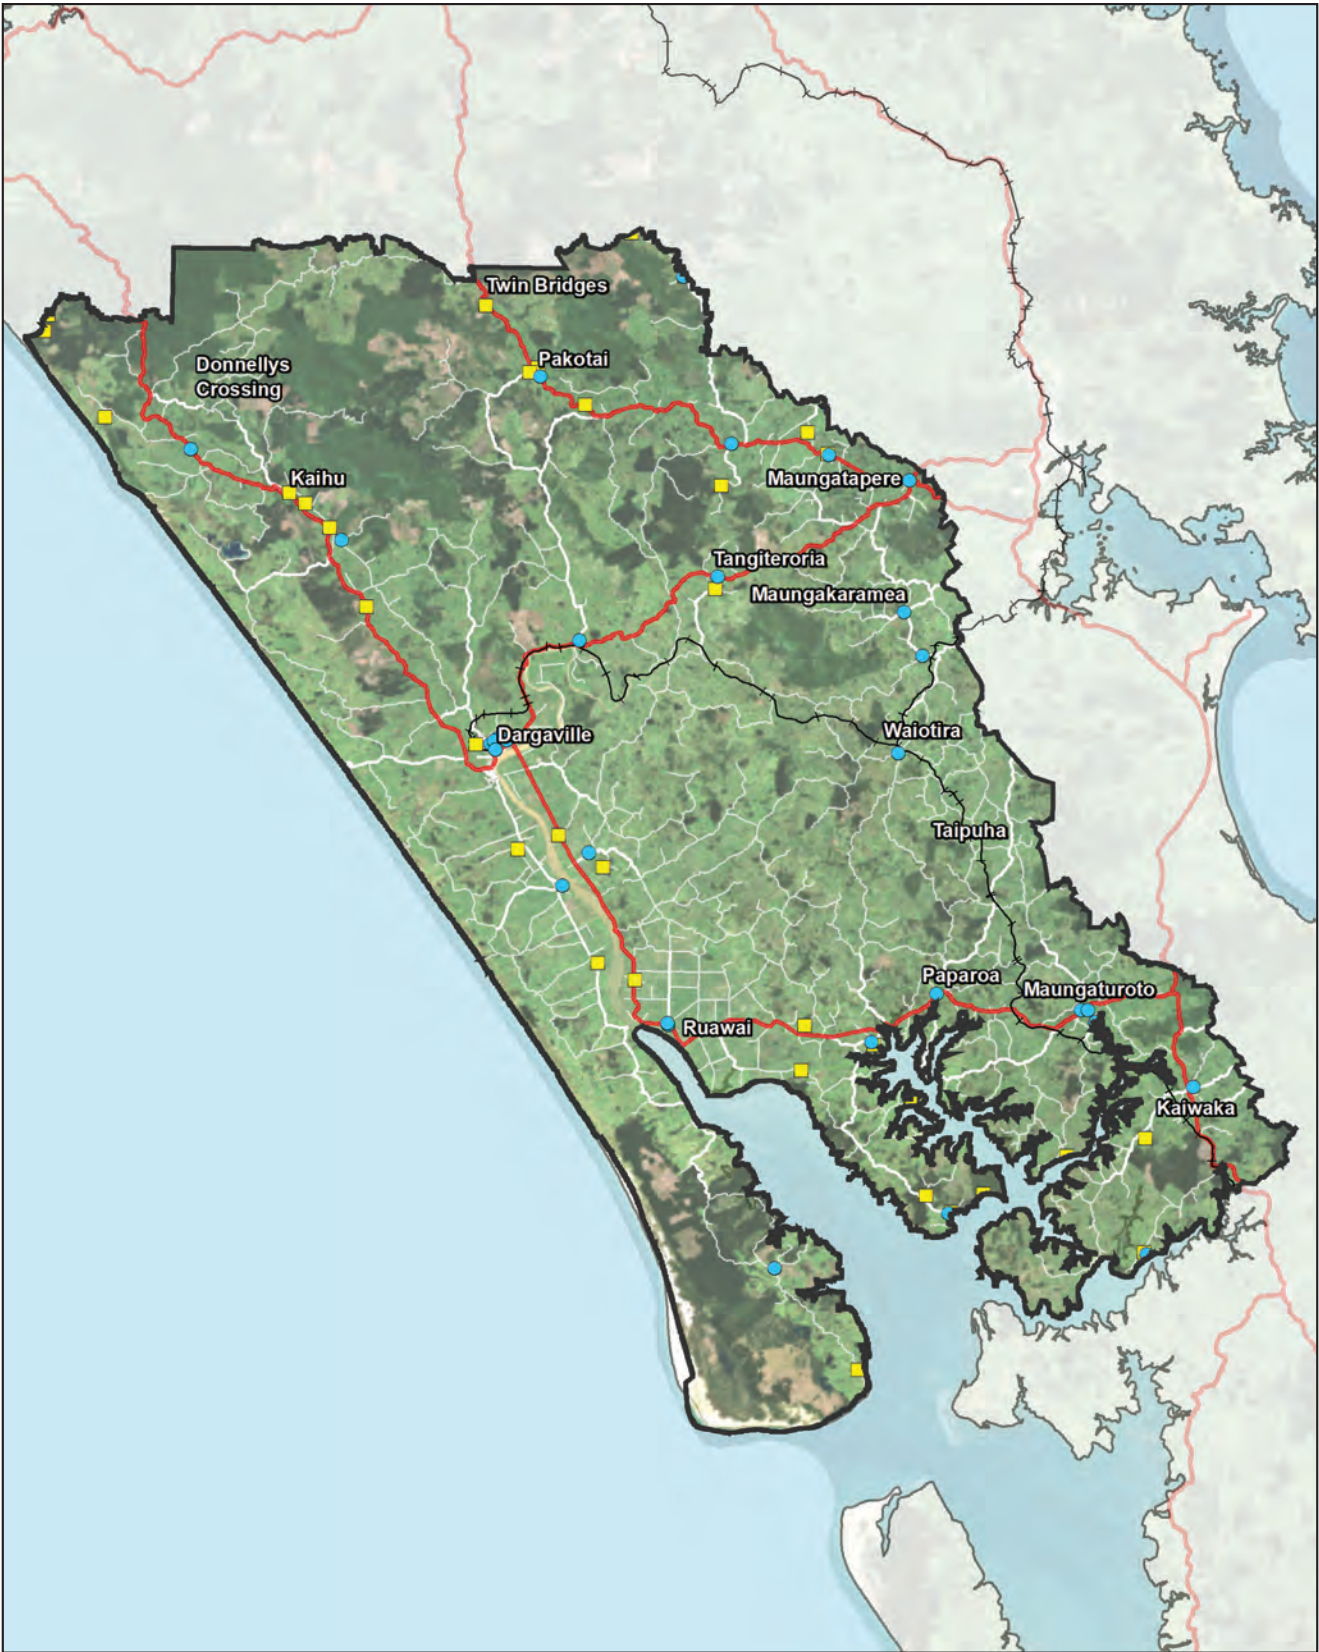 Twin Bridges
Pakotai
Donnellys
Crossing
Kaihu
Maungatapere
Tangiteroria
Maungakaramea
Dargaville
Waiotira
Taipuha
Paparoa
Maungaturoto
Ruawai
Kaiwaka